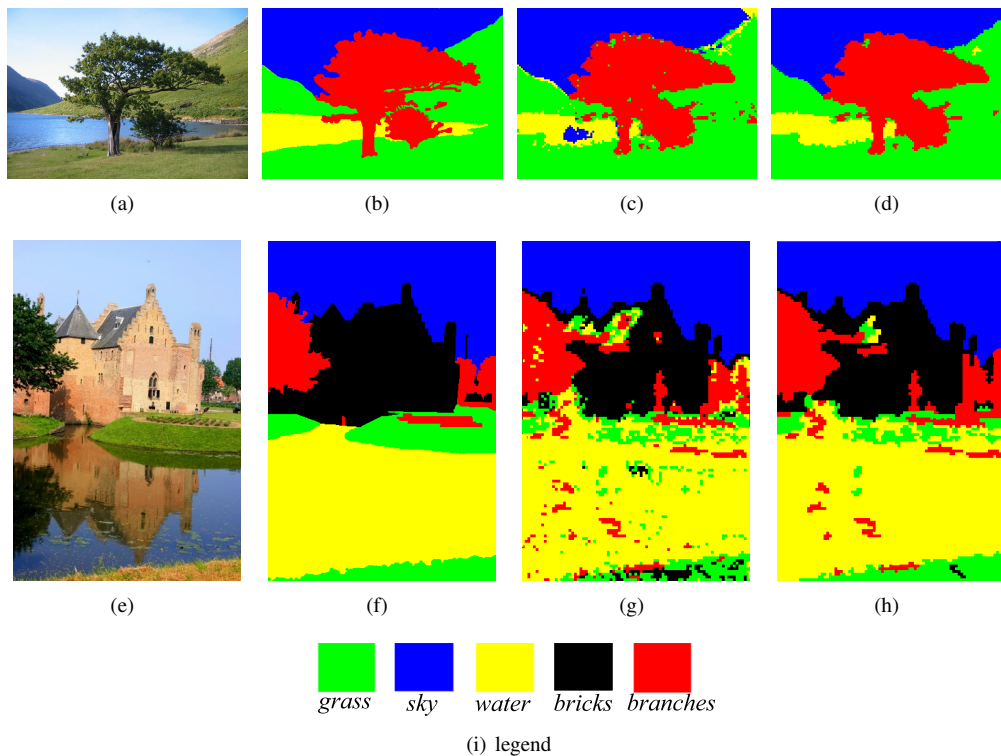 (a) (b) (c) (d)
(e) (f) (g) (h)
grass sky water bricks branches
(i) legend